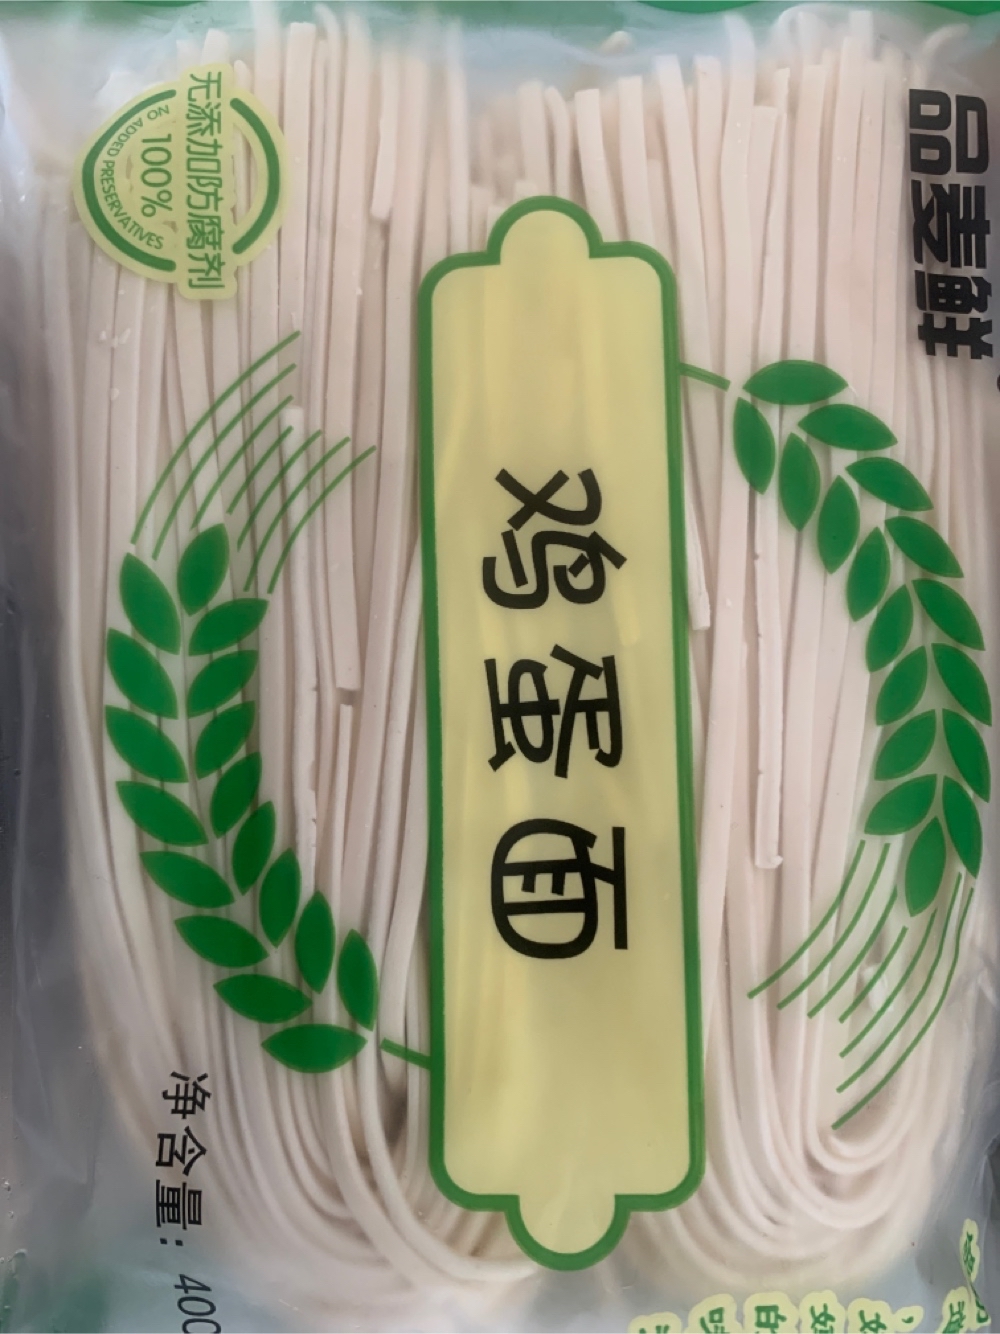 品麦鲜
鸡蛋面
无添加防腐剂
100%
NO ADDED PRESERVATIVES
净含量: 400